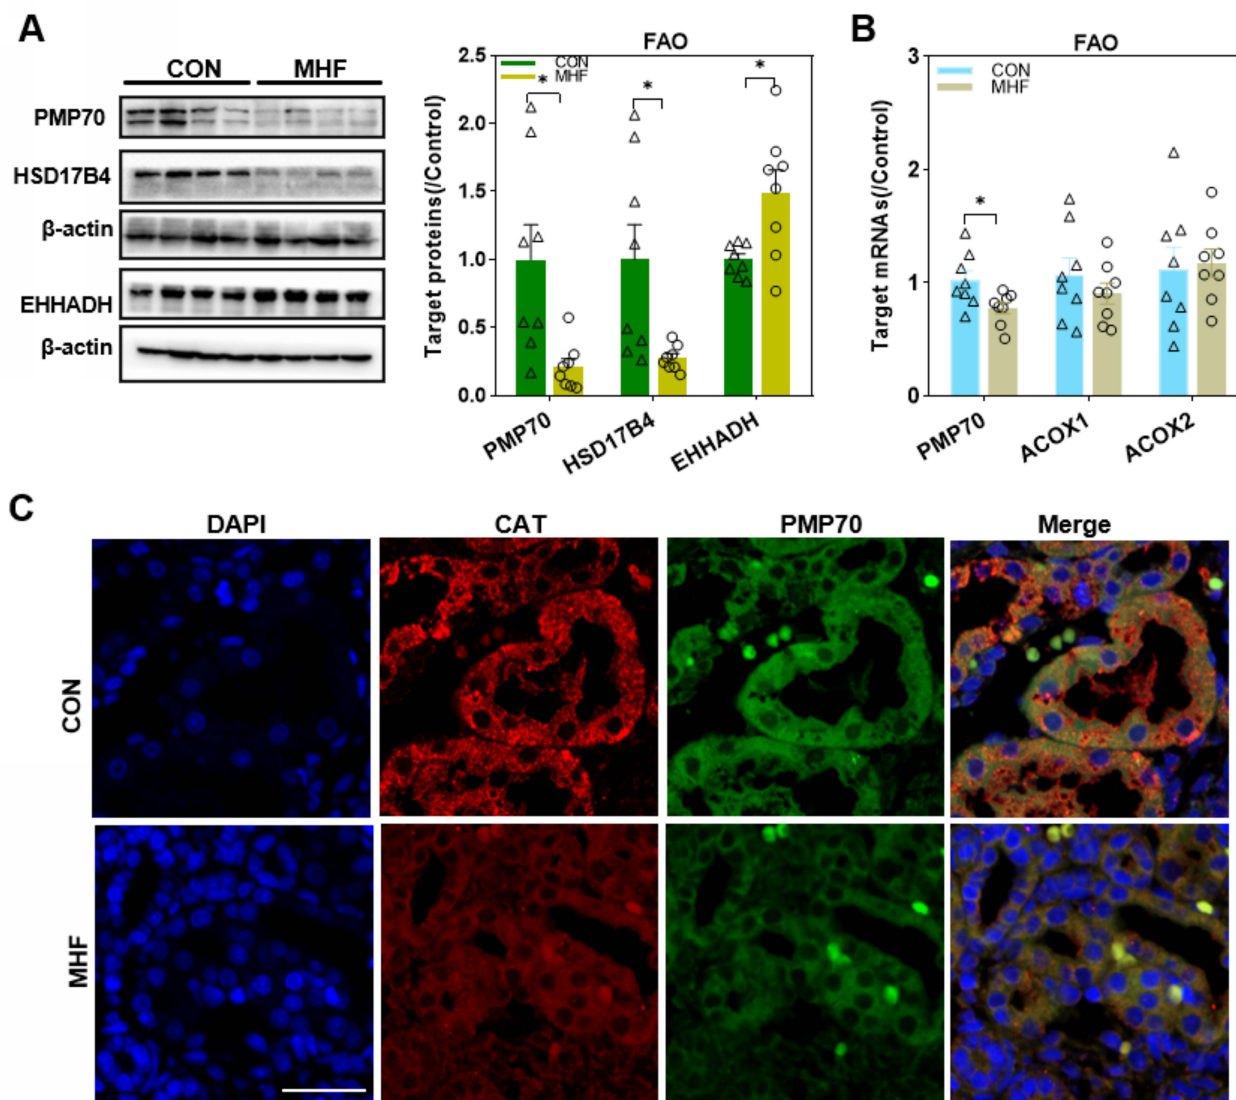 A
CON MHF
PMP70
HSD17B4
β-actin
EHHADH
β-actin
FAO
CON
MHF
* * *
Target proteins(/Control)
2.5
2.0
1.5
1.0
0.5
0.0
PMP70 HSD17B4 EHHADH
B
FAO
CON
MHF
*
Target mRNAs(/Control)
3
2
1
0
PMP70 ACOX1 ACOX2
C
DAPI CAT PMP70 Merge
CON
MHF